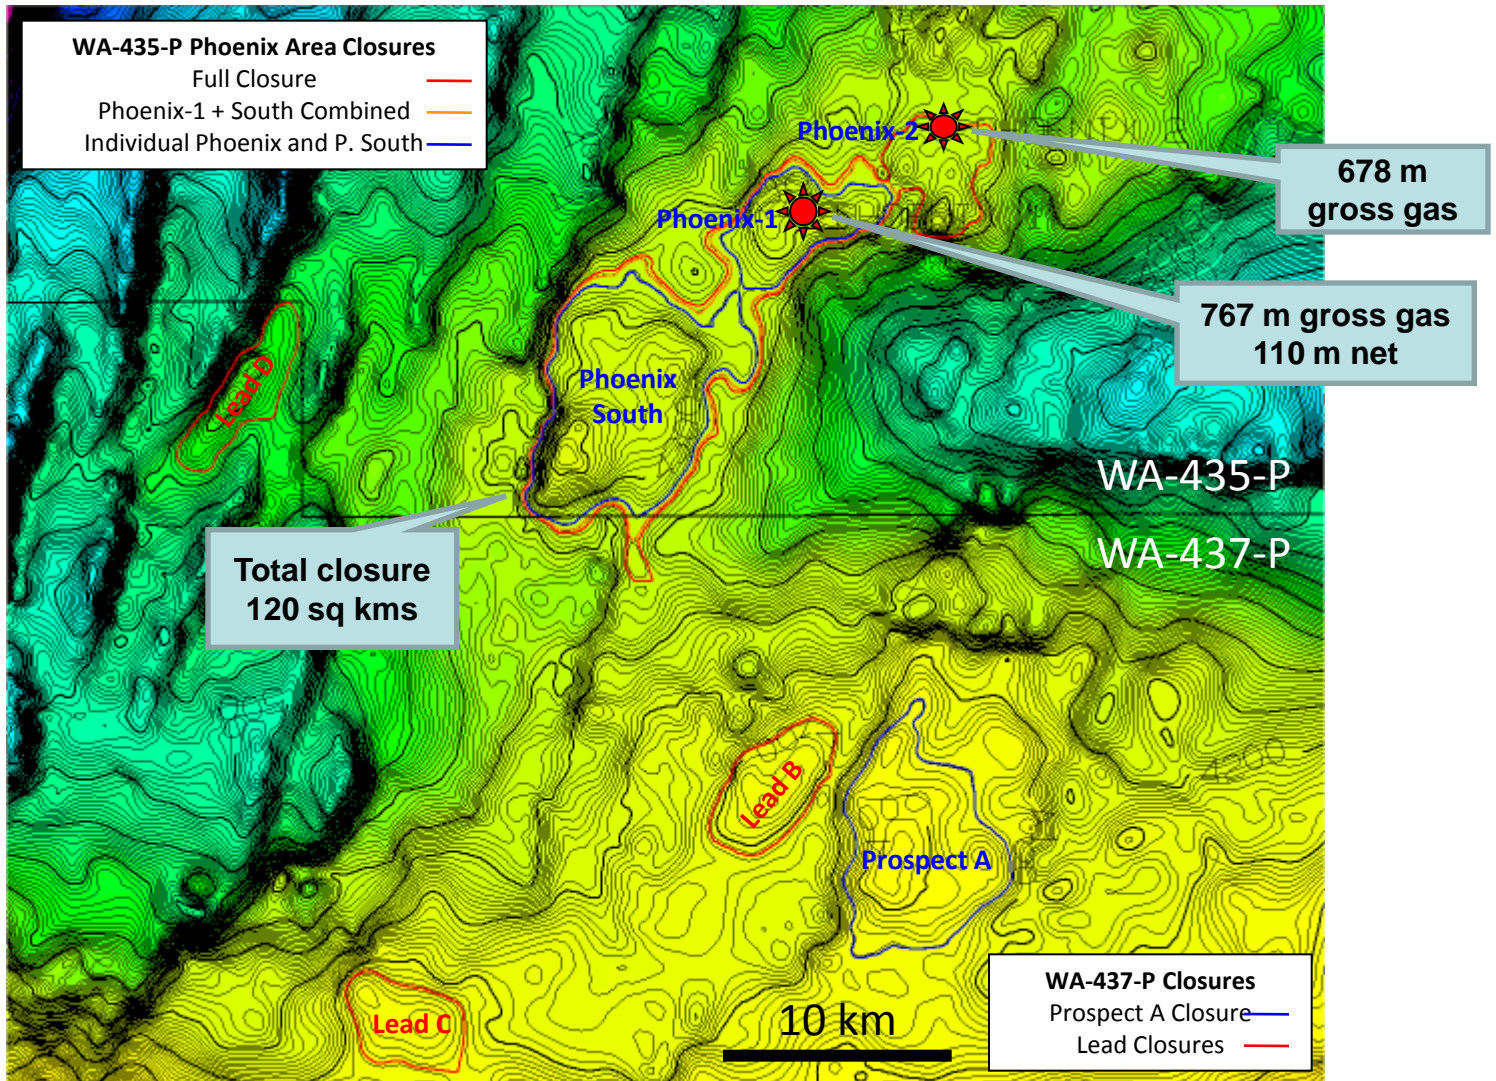 WA-435-P Phoenix Area Closures
Full Closure
Phoenix-1 + South Combined
Individual Phoenix and P. South
Phoenix-2
678 m
gross gas
Phoenix-1
767 m gross gas
110 m net
Phoenix
South
Lead D
WA-435-P
WA-437-P
Total closure
120 sq kms
Lead B
4200
Prospect A
Lead C
10 km
WA-437-P Closures
Prospect A Closure
Lead Closures